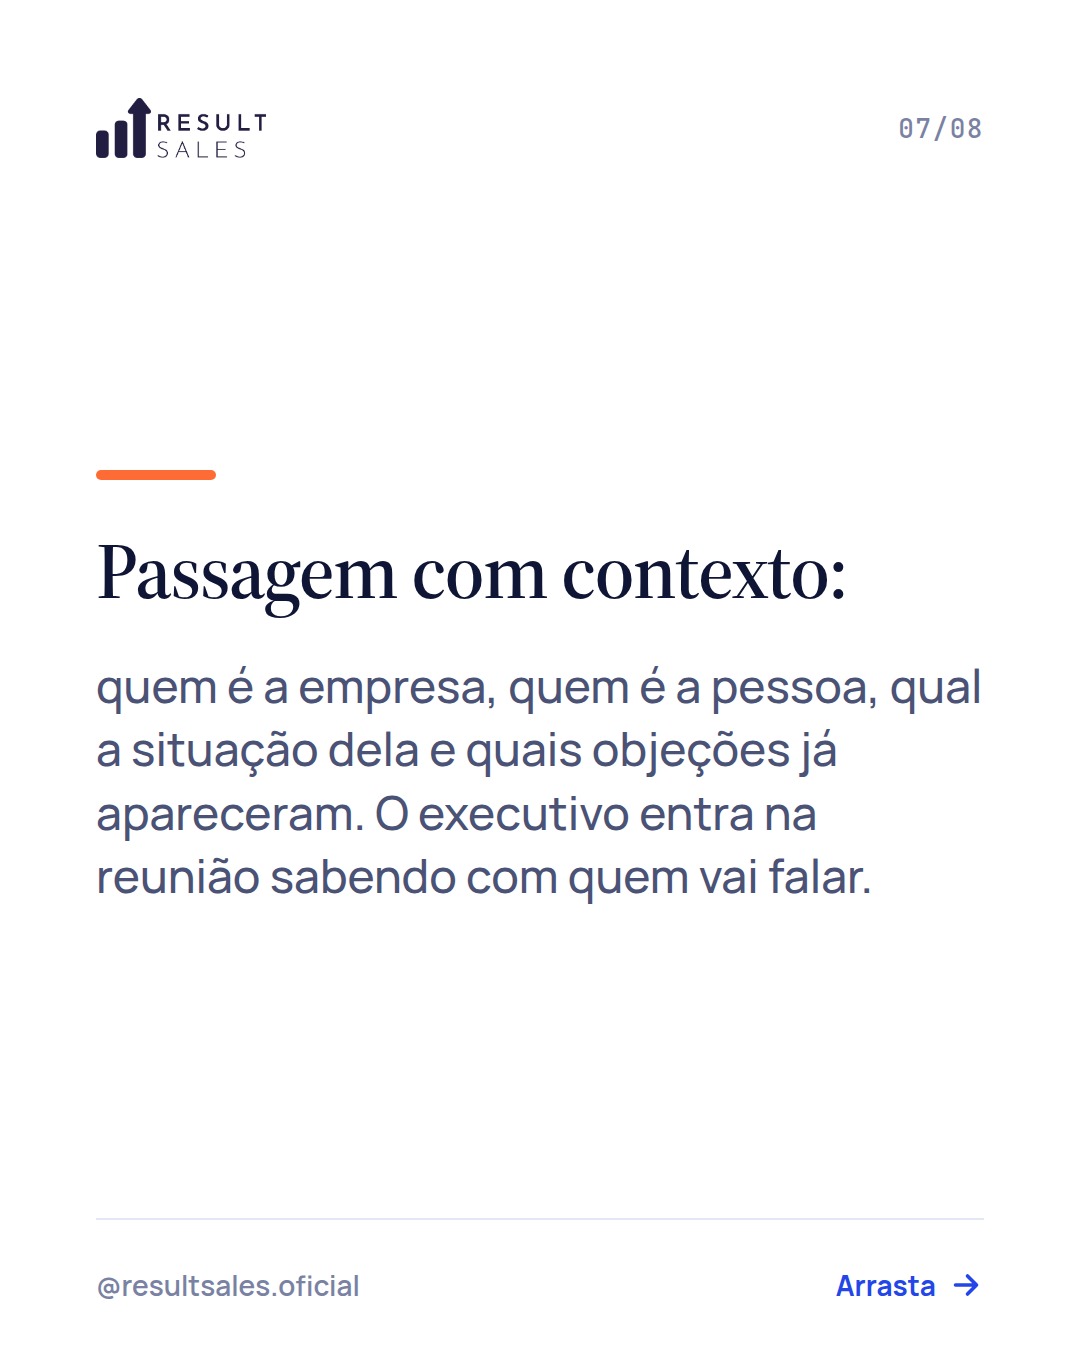 RESULT
SALES
07/08
Passagem com contexto:
quem é a empresa, quem é a pessoa, qual
a situação dela e quais objeções já
apareceram. O executivo entra na
reunião sabendo com quem vai falar.
@resultsales.oficial
Arrasta →